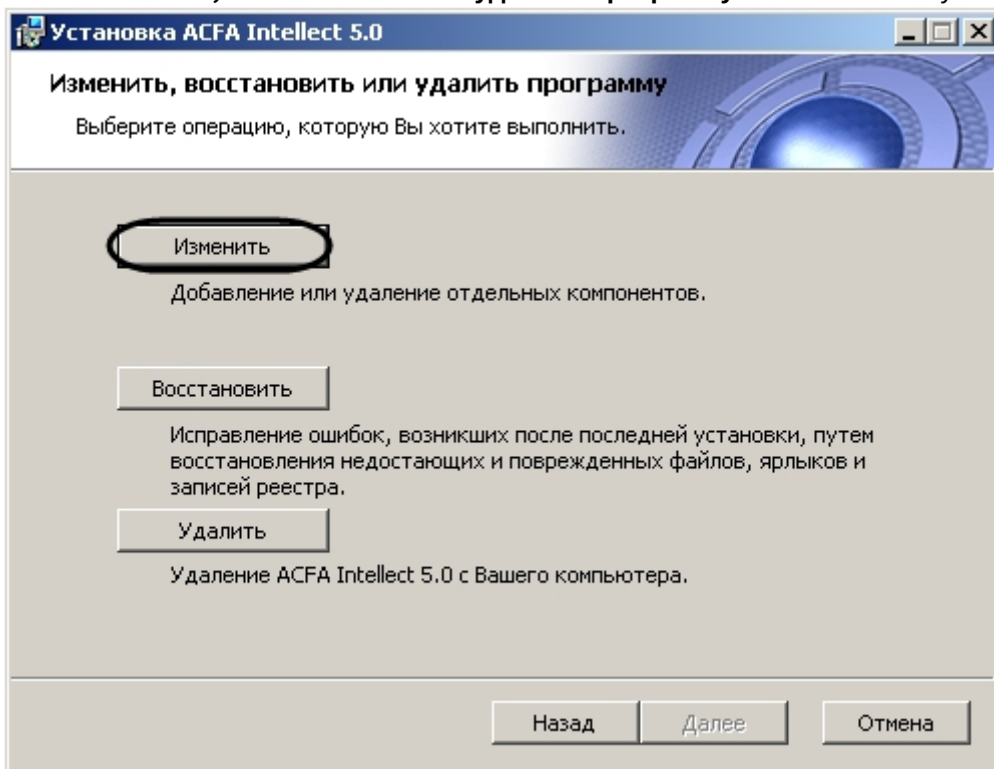 Установка ACFA Intellect 5.0
Изменить, восстановить или удалить программу
Выберите операцию, которую Вы хотите выполнить.
Изменить
Добавление или удаление отдельных компонентов.
Восстановить
Исправление ошибок, возникших после последней установки, путем
восстановления недостающих и поврежденных файлов, ярлыков и
записей реестра.
Удалить
Удаление ACFA Intellect 5.0 с Вашего компьютера.
Назад
Далее
Отмена